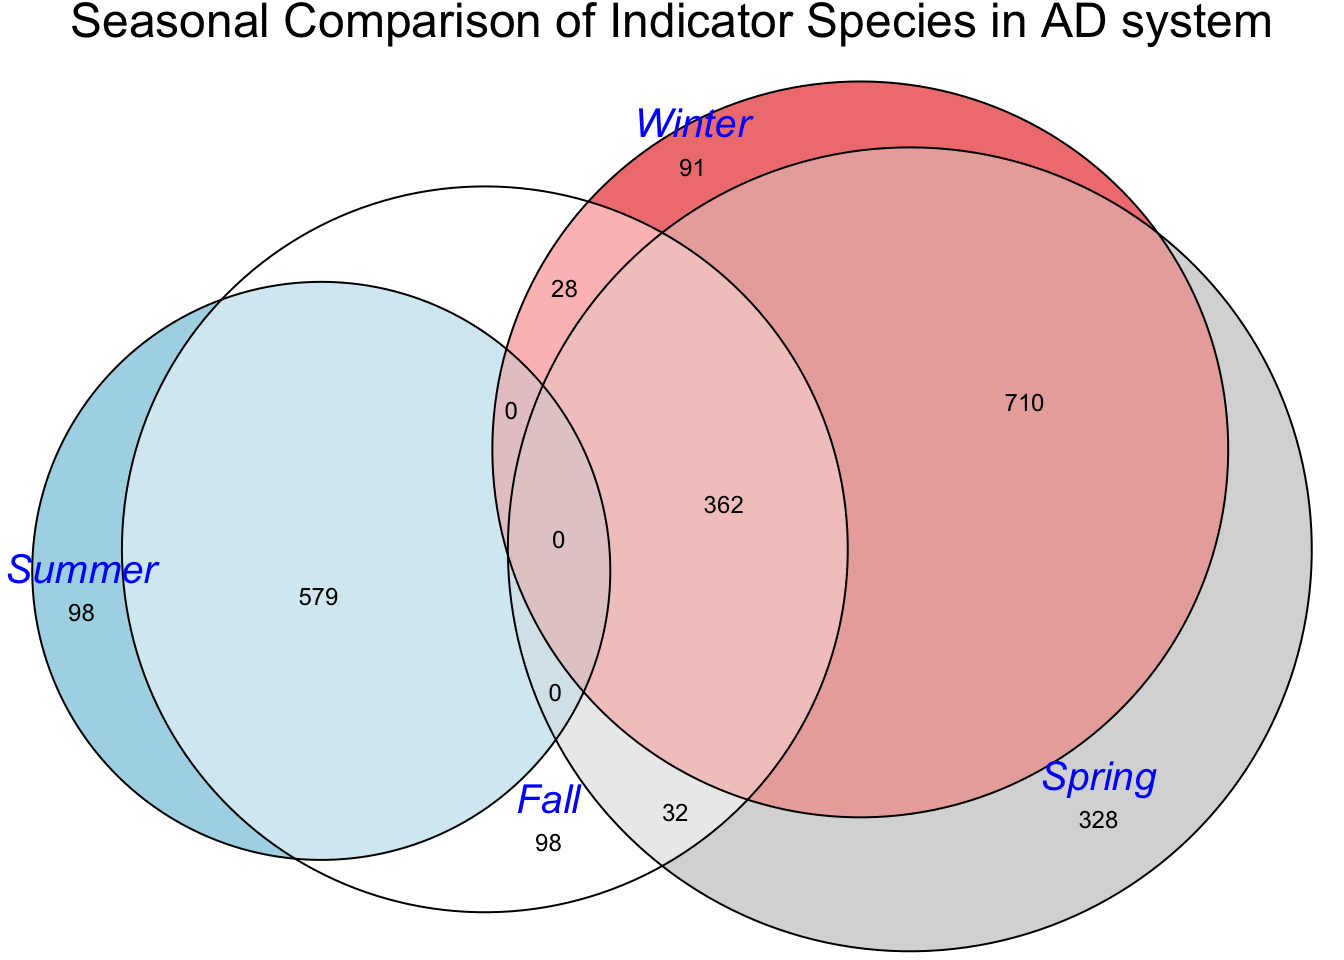 Seasonal Comparison of Indicator Species in AD system
Winter
91
28
710
0
362
0
Summer
98
579
0
Spring
328
Fall
98
32